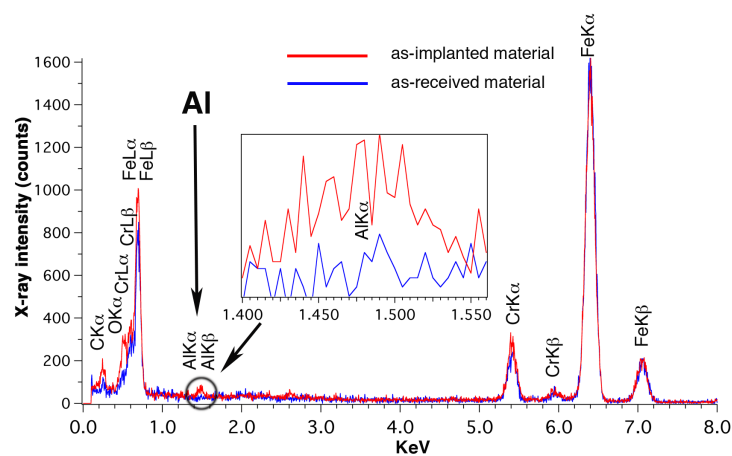 FeKα
as-implanted material
as-received material
Al
X-ray intensity (counts)
1600
1400
1200
1000
800
600
400
200
0
CKα
OKα
CrLα
CrLβ
FeLα
FeLβ
AlKα
AlKβ
AlKα
1.400
1.450
1.500
1.550
CrKα
CrKβ
FeKβ
0.0
1.0
2.0
3.0
4.0
5.0
6.0
7.0
8.0
KeV